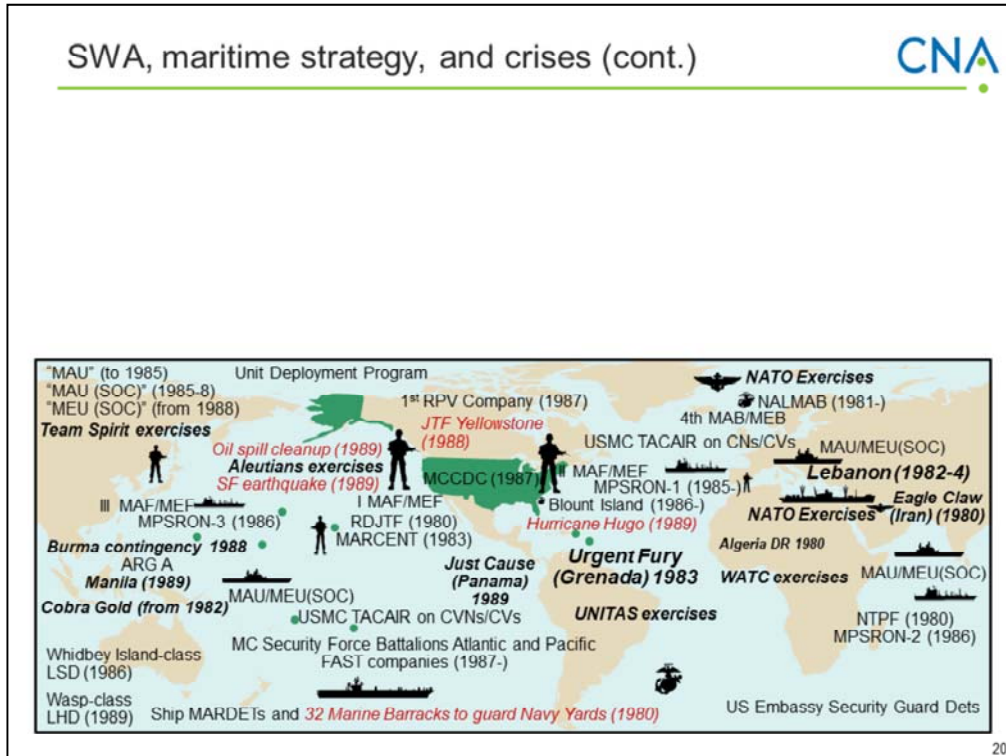 SWA, maritime strategy, and crises (cont.)
CNA
"MAU" (to 1985)
"MAU (SOC)" (1985-8)
"MEU (SOC)" (from 1988)
Team Spirit exercises
Unit Deployment Program
Oil spill cleanup (1989)
Aleutians exercises
SF earthquake (1989)
1st RPV Company (1987)
JTF Yellowstone
(1988)
MCCDC (1987)
NATO Exercises
NALMAB (1981-)
4th MAB/MEB
USMC TACAIR on CNs/CVs
II MAF/MEF
MPSRON-1 (1985-)
Blount Island (1986-)
Hurricane Hugo (1989)
MAU/MEU(SOC)
Lebanon (1982-4)
NATO Exercises
Eagle Claw
(Iran) (1980)
III MAF/MEF
MPSRON-3 (1986)
I MAF/MEF
RDJTF (1980)
MARCENT (1983)
Burma contingency 1988
ARG A
Manila (1989)
Cobra Gold (from 1982)
MAU/MEU(SOC)
Just Cause
(Panama)
1989
Urgent Fury
(Grenada) 1983
Algeria DR 1980
WATC exercises
MAU/MEU(SOC)
UNITAS exercises
NTPF (1980)
MPSRON-2 (1986)
USMC TACAIR on CVNs/CVs
MC Security Force Battalions Atlantic and Pacific
FAST companies (1987-)
Whidbey Island-class
LSD (1986)
Wasp-class
LHD (1989)
Ship MARDETs and 32 Marine Barracks to guard Navy Yards (1980)
US Embassy Security Guard Dets